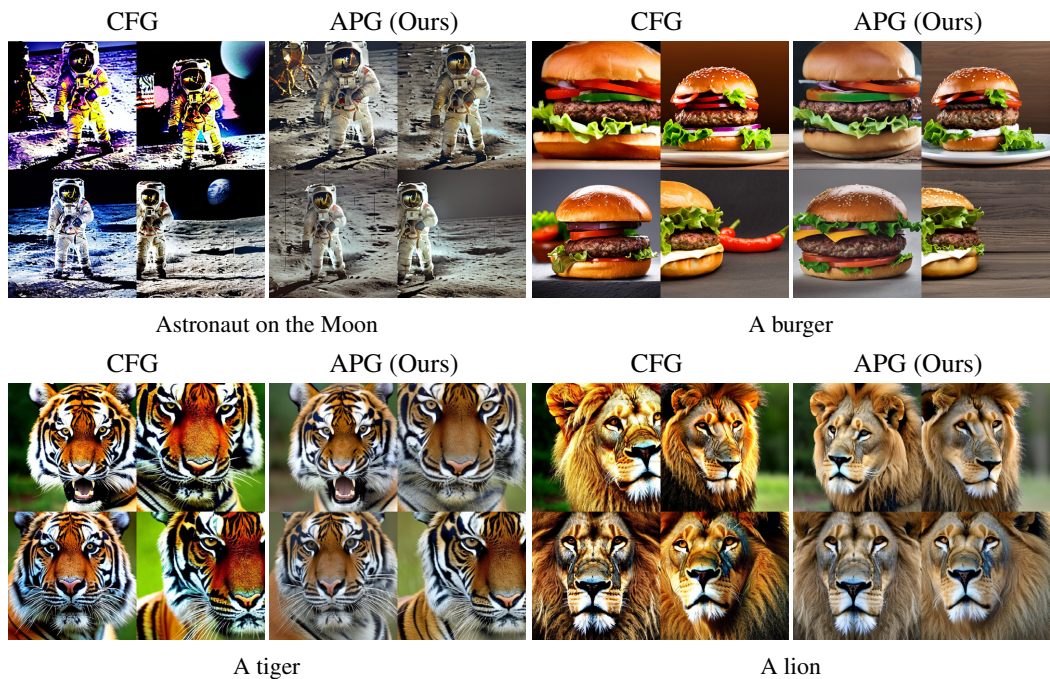 CFG APG (Ours) CFG APG (Ours)
Astronaut on the Moon A burger
CFG APG (Ours) CFG APG (Ours)
A tiger A lion